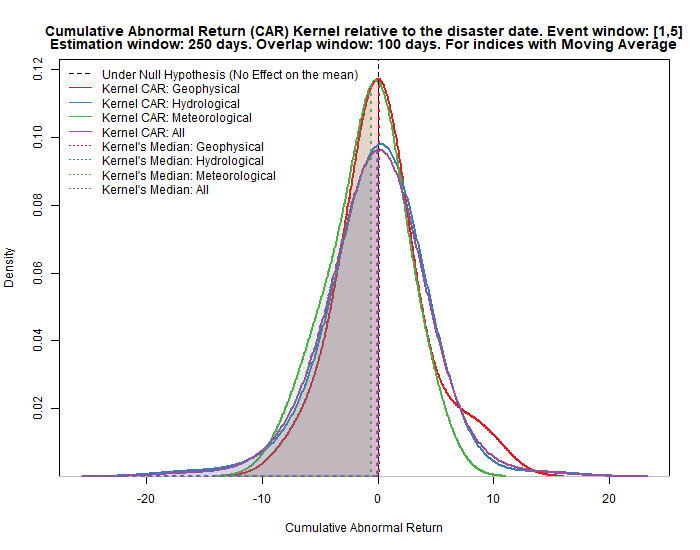 Cumulative Abnormal Return (CAR) Kernel relative to the disaster date. Event window: [1,5]
Estimation window: 250 days. Overlap window: 100 days. For indices with Moving Average
Under Null Hypothesis (No Effect on the mean)
Kernel CAR: Geophysical
Kernel CAR: Hydrological
Kernel CAR: Meteorological
Kernel CAR: All
Kernel's Median: Geophysical
Kernel's Median: Hydrological
Kernel's Median: Meteorological
Kernel's Median: All
0.12
0.10
0.08
0.06
0.04
0.02
Density
-20
-10
0
10
20
Cumulative Abnormal Return